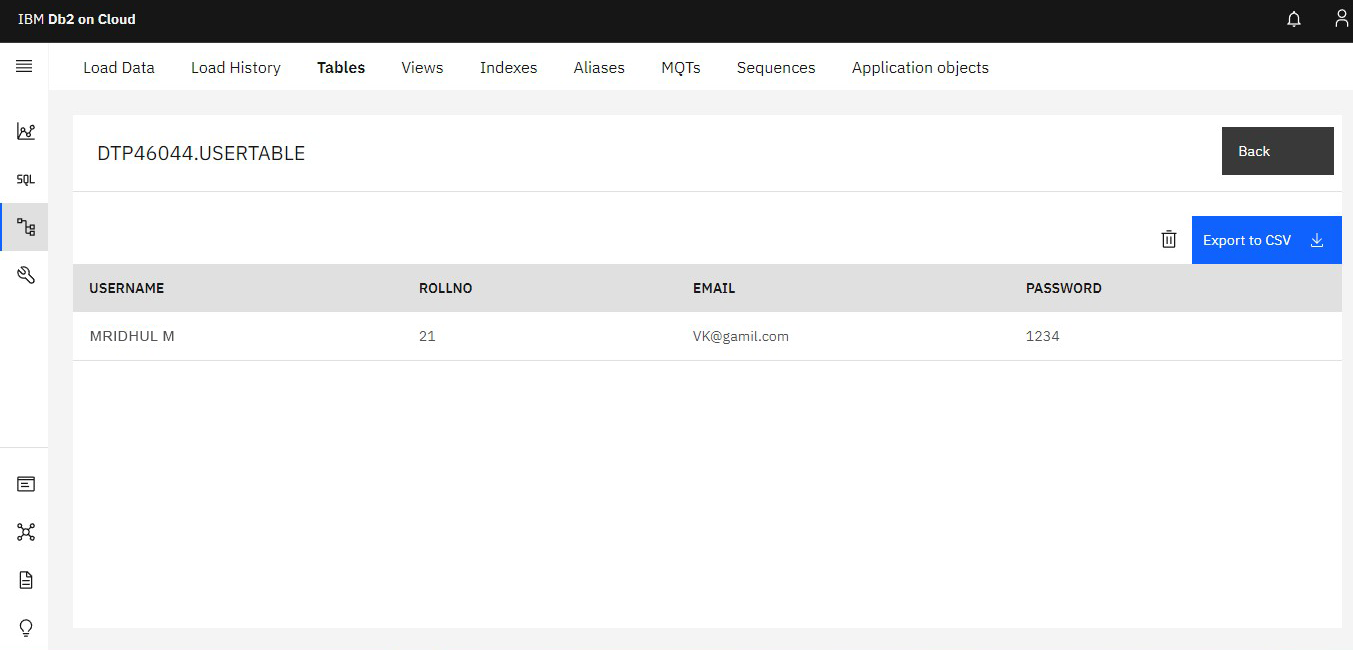 IBM Db2 on Cloud
Load Data Load History Tables Views Indexes Aliases MQTs Sequences Application objects
SQL
DTP46044.USERTABLE
Back
Export to CSV
USERNAME ROLLNO EMAIL PASSWORD
MRIDHUL M 21 VK@gamil.com 1234